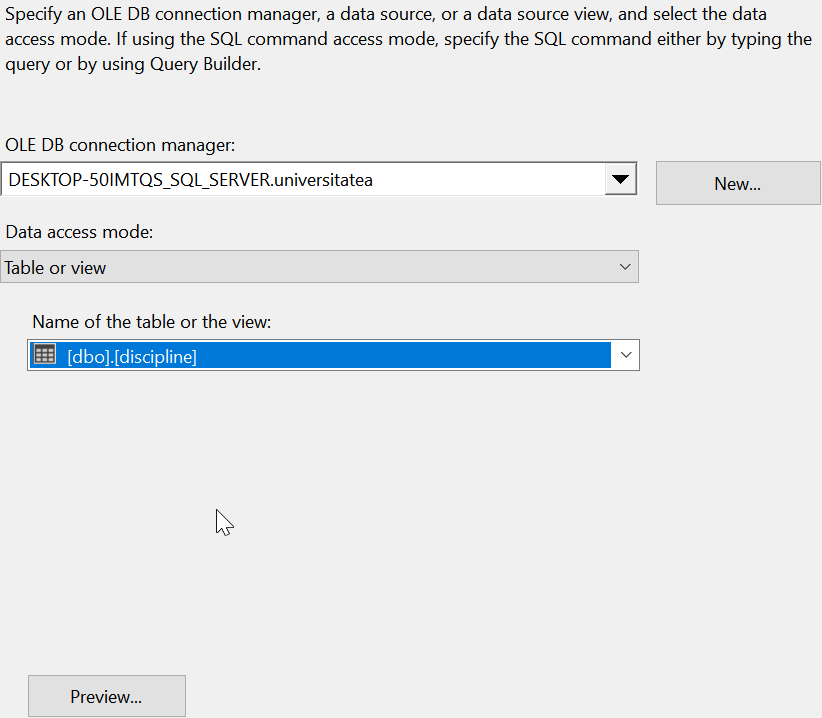 Specify an OLE DB connection manager, a data source, or a data source view, and select the data
access mode. If using the SQL command access mode, specify the SQL command either by typing the
query or by using Query Builder.
OLE DB connection manager:
DESKTOP-50IMTQS_SQL_SERVER.universitatea
New...
Data access mode:
Table or view
Name of the table or the view:
[dbo].[discipline]
Preview...